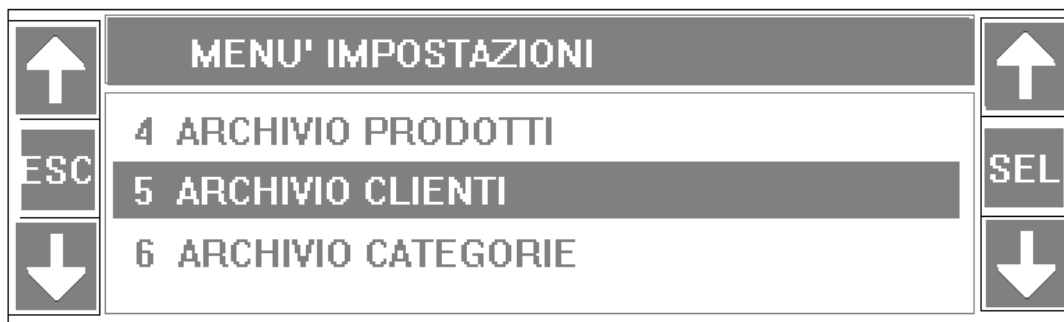 MENU' IMPOSTAZIONI
4 ARCHIVIO PRODOTTI
ESC
5 ARCHIVIO CLIENTI
SEL
6 ARCHIVIO CATEGORIE